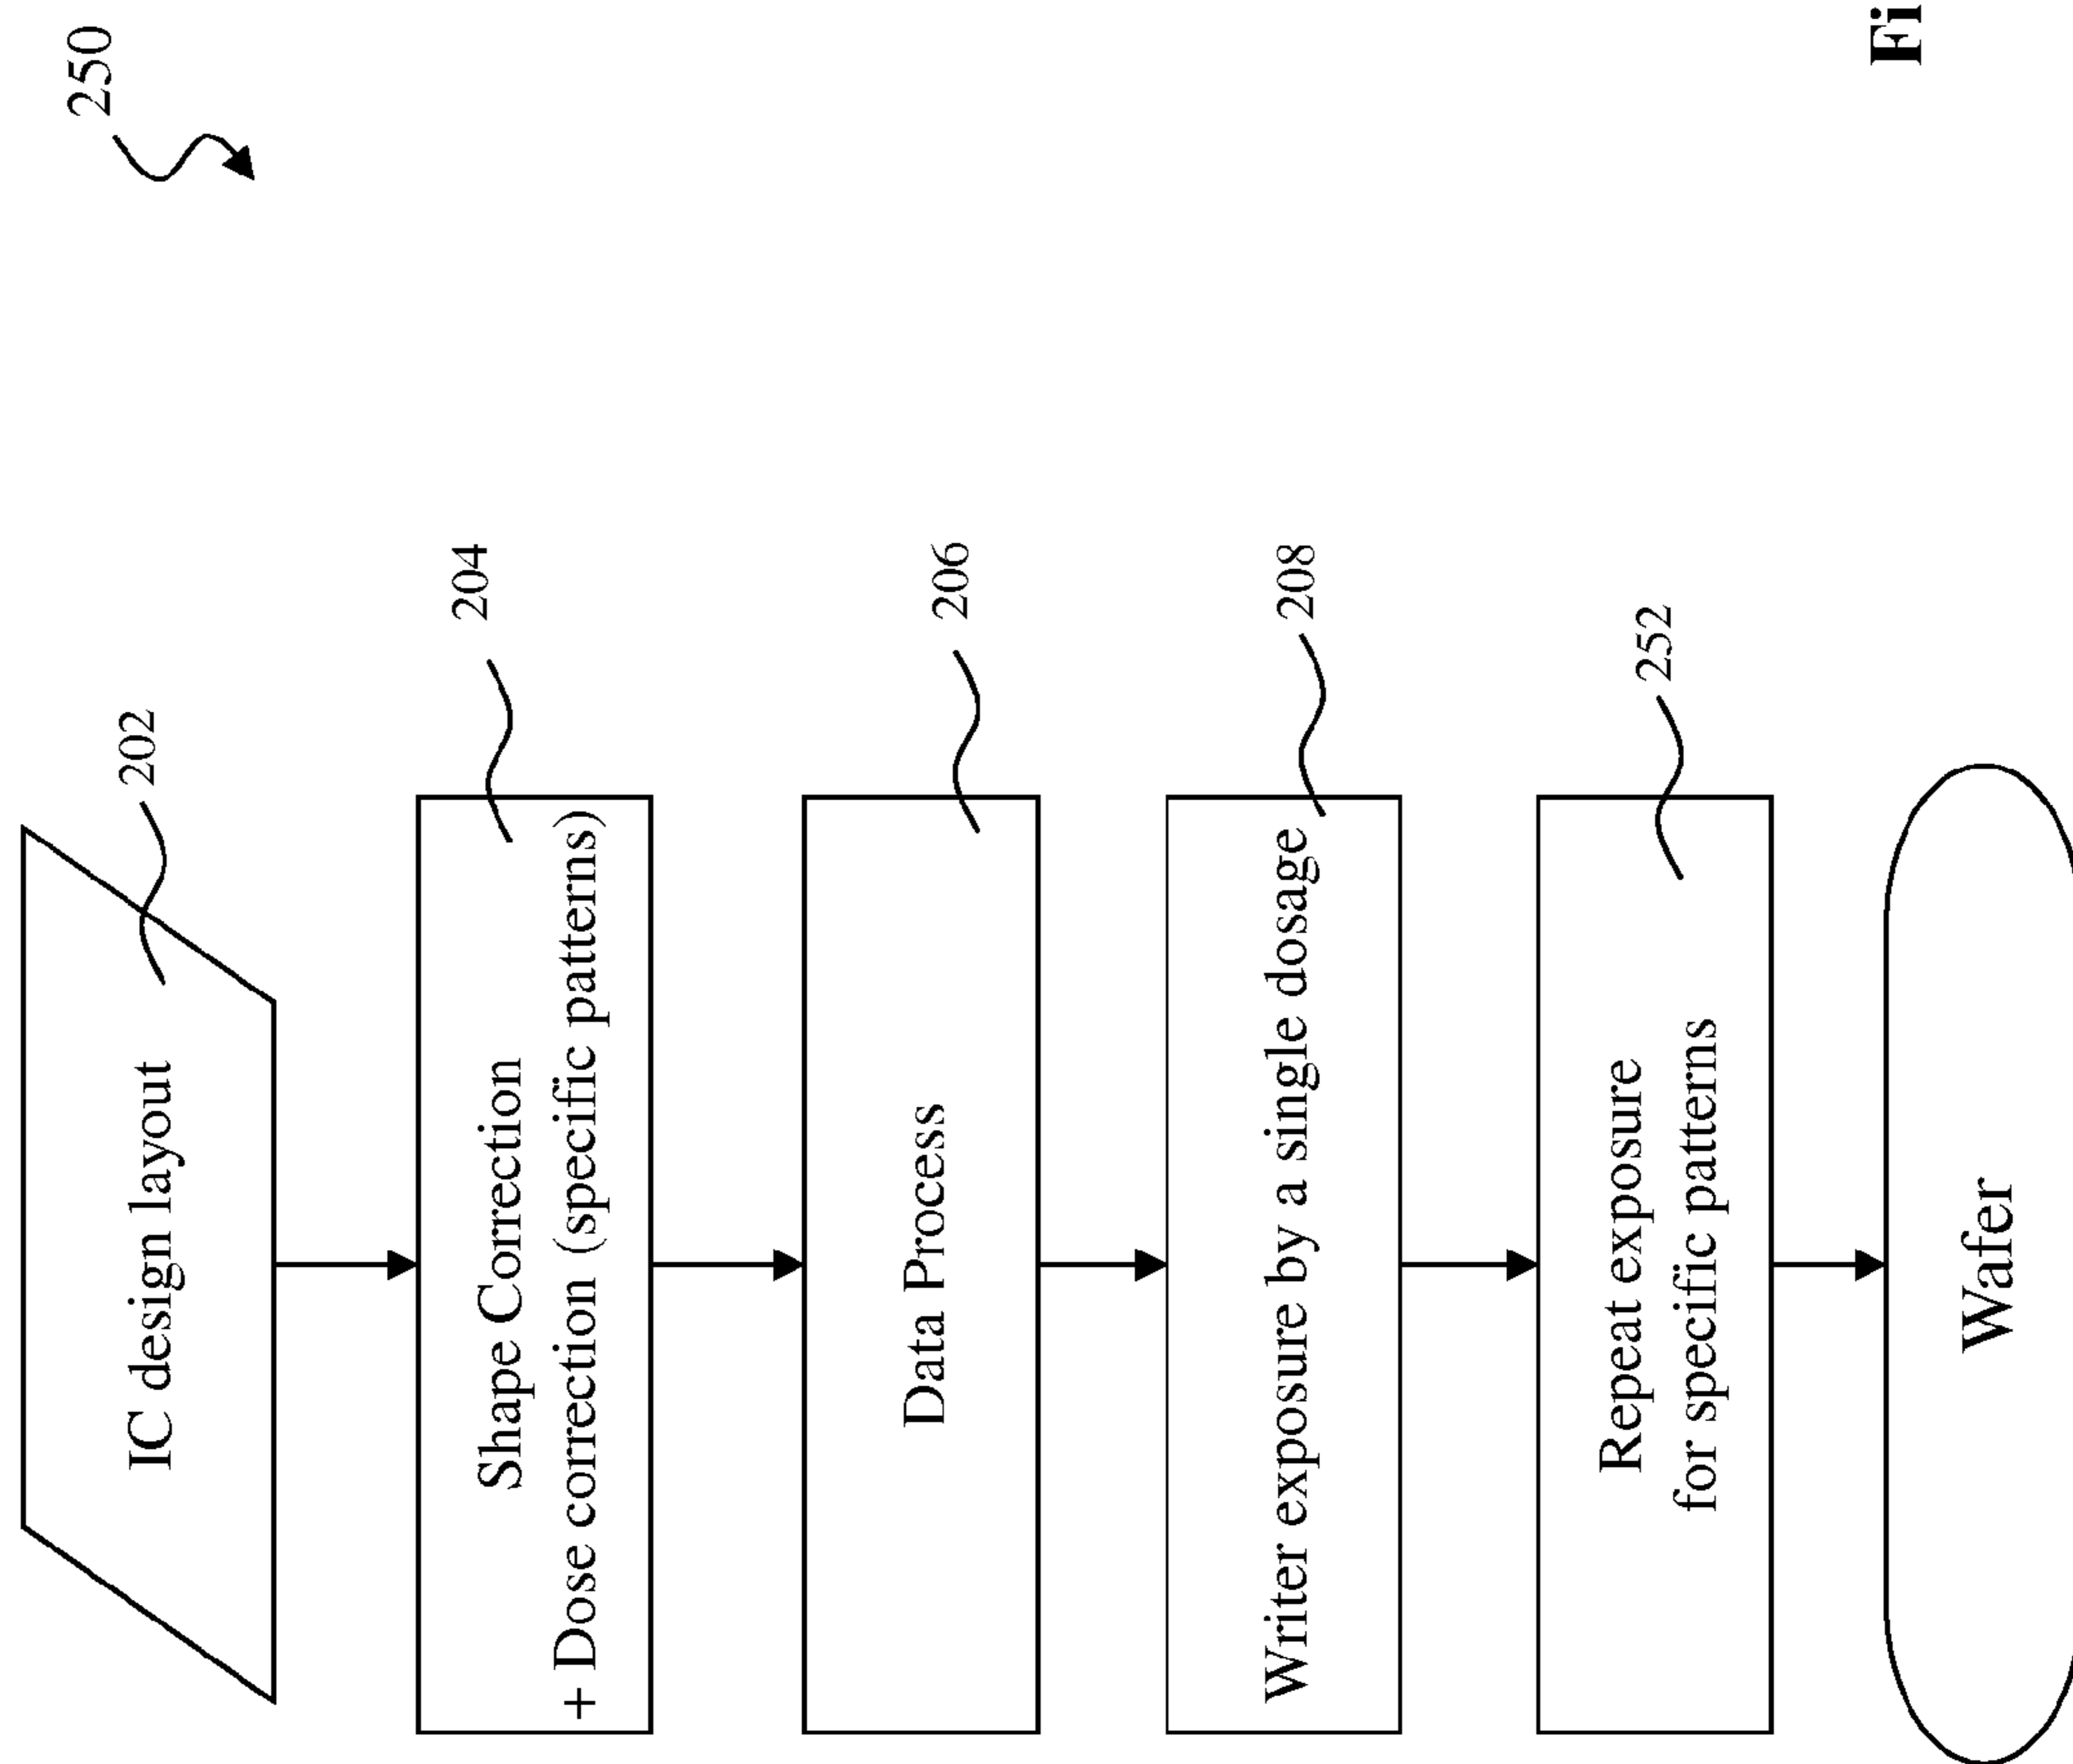 250
IC design layout
202
Shape Correction
+ Dose correction (specific patterns)
204
Data Process
206
Writer exposure by a single dosage
208
Repeat exposure
for specific patterns
252
Wafer
Fi